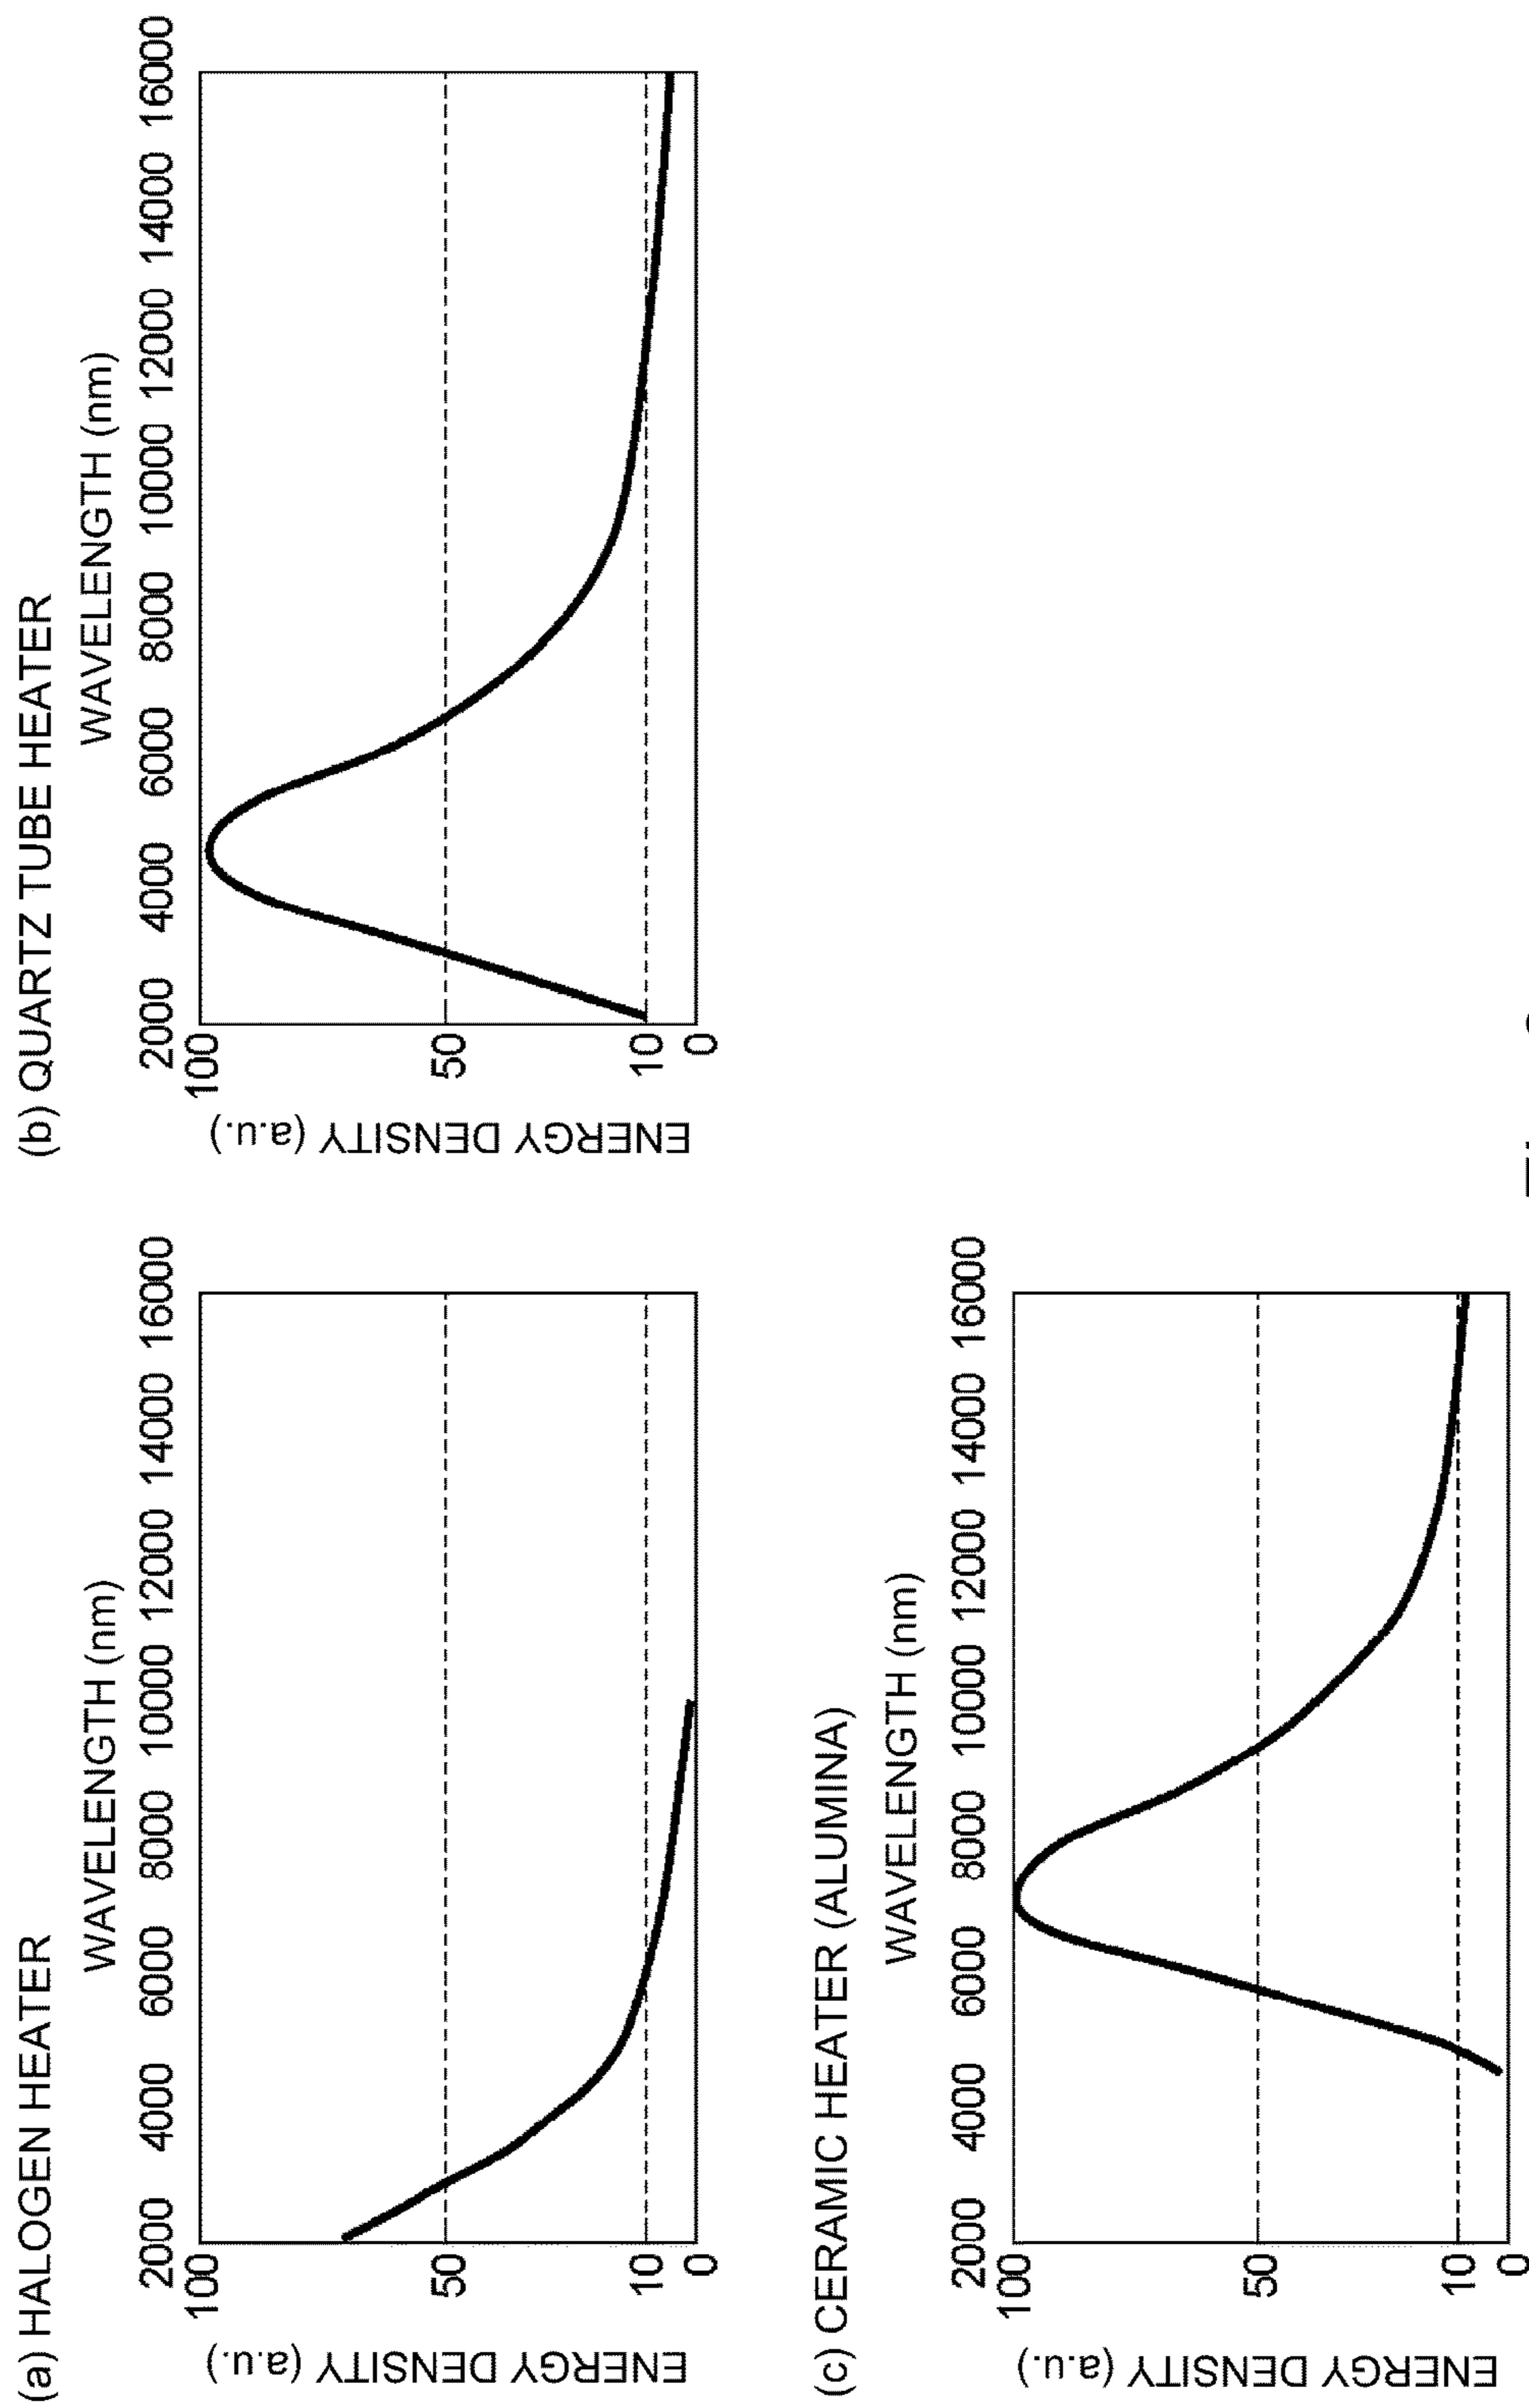 (a) HALOGEN HEATER
WAVELENGTH (nm)
2000 4000 6000 8000 10000 12000 14000 16000
100
50
10
0
ENERGY DENSITY (a.u.)
(b) QUARTZ TUBE HEATER
WAVELENGTH (nm)
2000 4000 6000 8000 10000 12000 14000 16000
100
50
10
0
ENERGY DENSITY (a.u.)
(c) CERAMIC HEATER (ALUMINA)
WAVELENGTH (nm)
2000 4000 6000 8000 10000 12000 14000 16000
100
50
10
0
ENERGY DENSITY (a.u.)